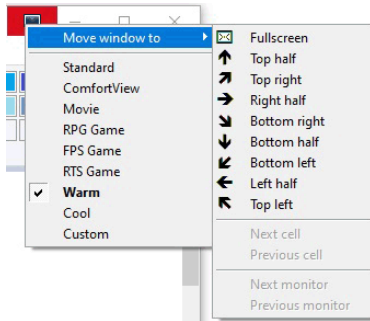 Move window to
Standard
ComfortView
Movie
RPG Game
FPS Game
RTS Game
Warm
Cool
Custom
Fullscreen
Top half
Top right
Right half
Bottom right
Bottom half
Bottom left
Left half
Top left
Next cell
Previous cell
Next monitor
Previous monitor